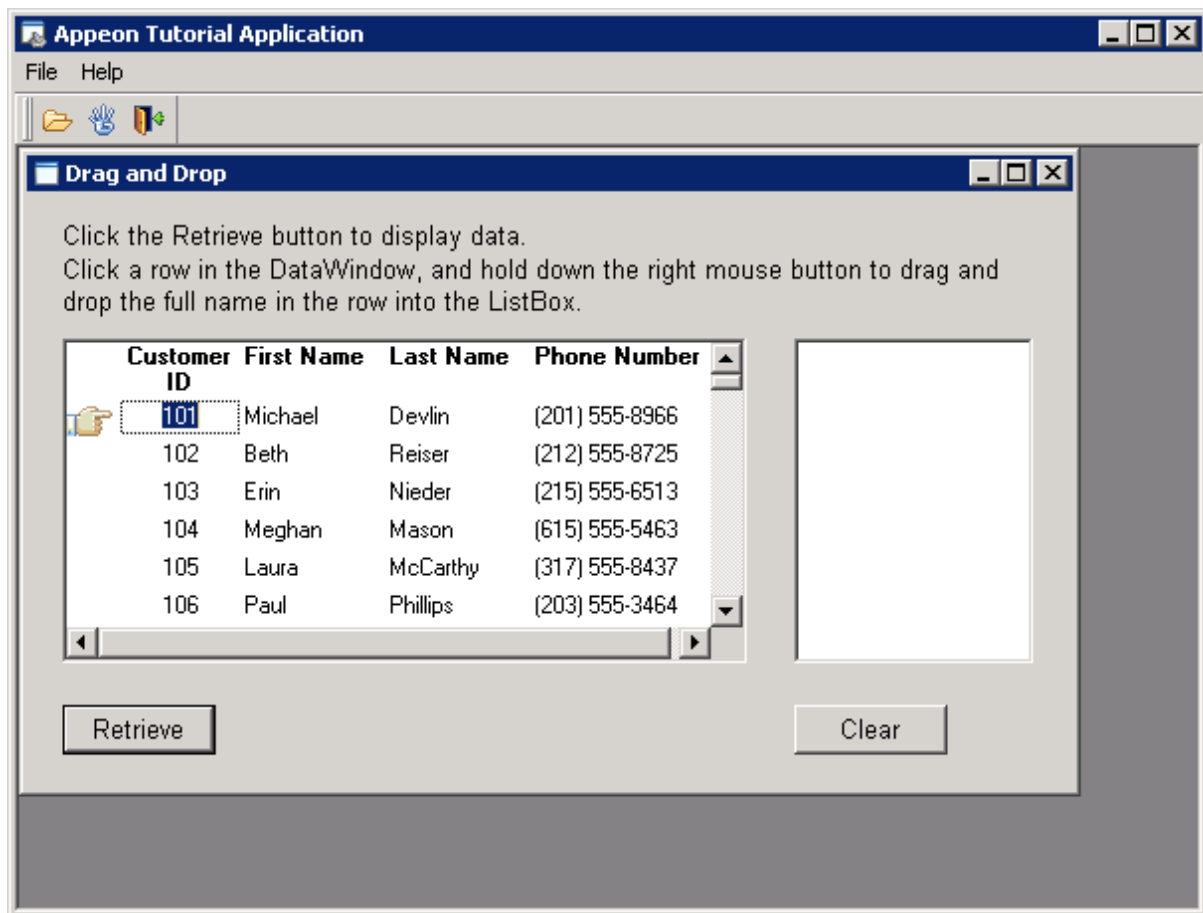 Appeon Tutorial Application
File Help
Drag and Drop
Click the Retrieve button to display data.
Click a row in the DataWindow, and hold down the right mouse button to drag and
drop the full name in the row into the ListBox.
Customer First Name Last Name Phone Number
ID
101 Michael Devlin (201) 555-8966
102 Beth Reiser (212) 555-8725
103 Erin Nieder (215) 555-6513
104 Meghan Mason (615) 555-5463
105 Laura McCarthy (317) 555-8437
106 Paul Phillips (203) 555-3464
Retrieve Clear